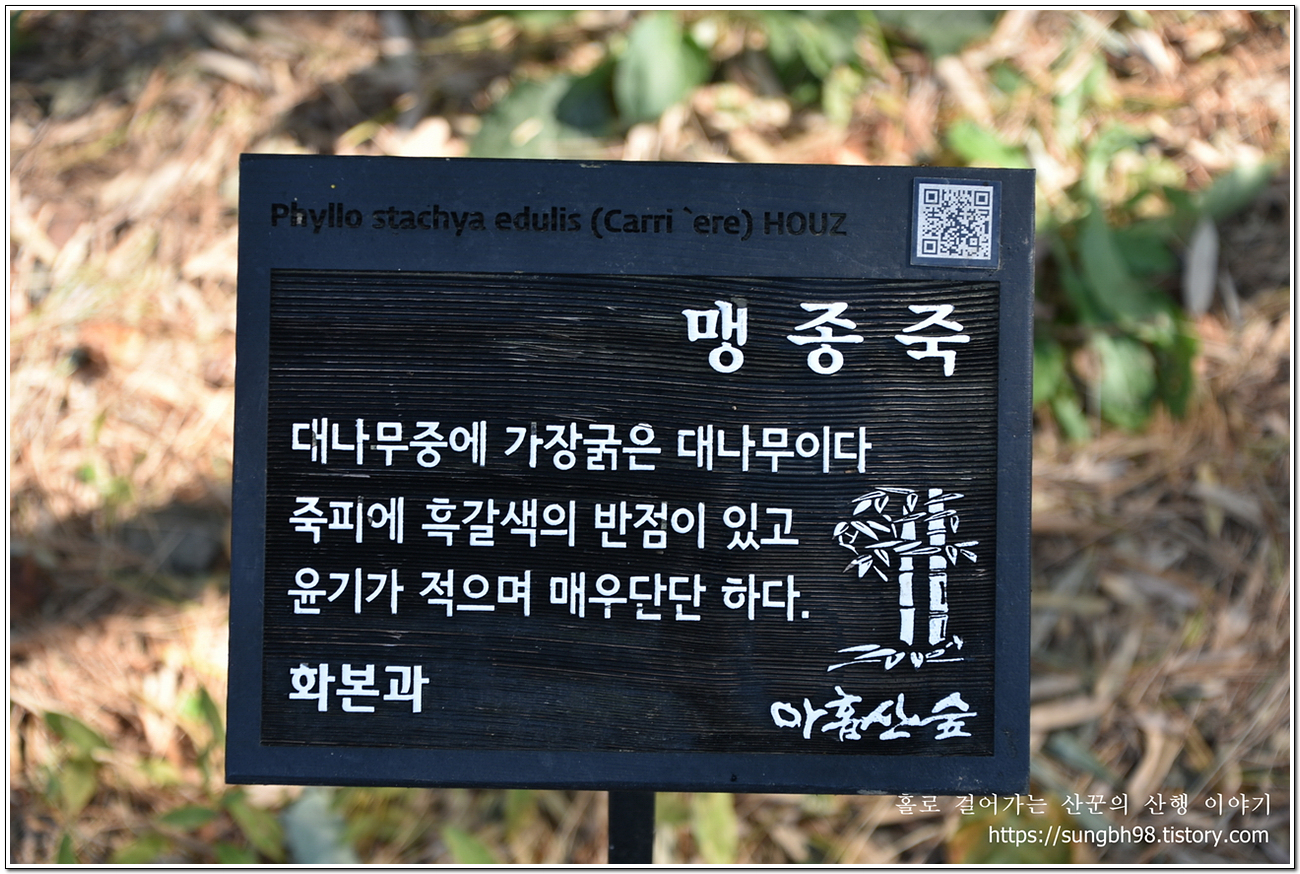 Phyllo stachya edulis (Carri `ere) HOUZ
맹종죽
대나무중에 가장굵은 대나무이다
죽피에 흑갈색의 반점이 있고
윤기가 적으며 매우단단 하다.
화본과
아홉산숲
홀로 걸어가는 산꾼의 산행 이야기
https://sungbh98.tistory.com